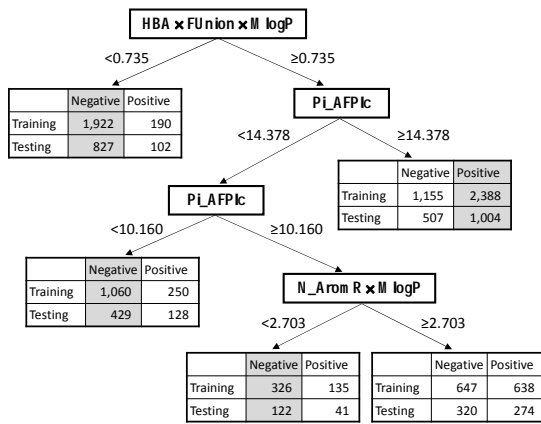 HBA × FUnion × MlogP
<0.735
≥0.735
Negative Positive
Training 1,922 190
Testing 827 102
Pi_AFPlc
<14.378
≥14.378
Negative Positive
Training 1,155 2,388
Testing 507 1,004
Pi_AFPlc
<10.160
≥10.160
Negative Positive
Training 1,060 250
Testing 429 128
N_AromR × MlogP
<2.703
≥2.703
Negative Positive
Training 326 135
Testing 122 41
Negative Positive
Training 647 638
Testing 320 274